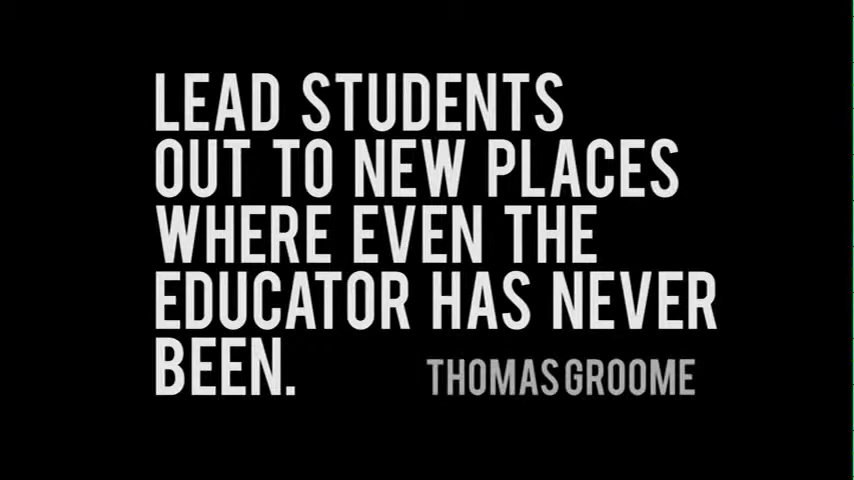 LEAD STUDENTS
OUT TO NEW PLACES
WHERE EVEN THE
EDUCATOR HAS NEVER
BEEN.
THOMAS GROOME